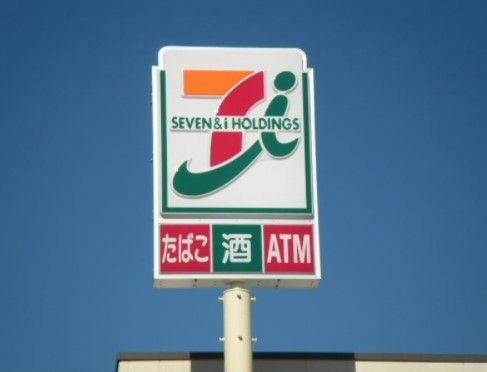 7i
SEVEN&i HOLDINGS
たばこ 酒 ATM